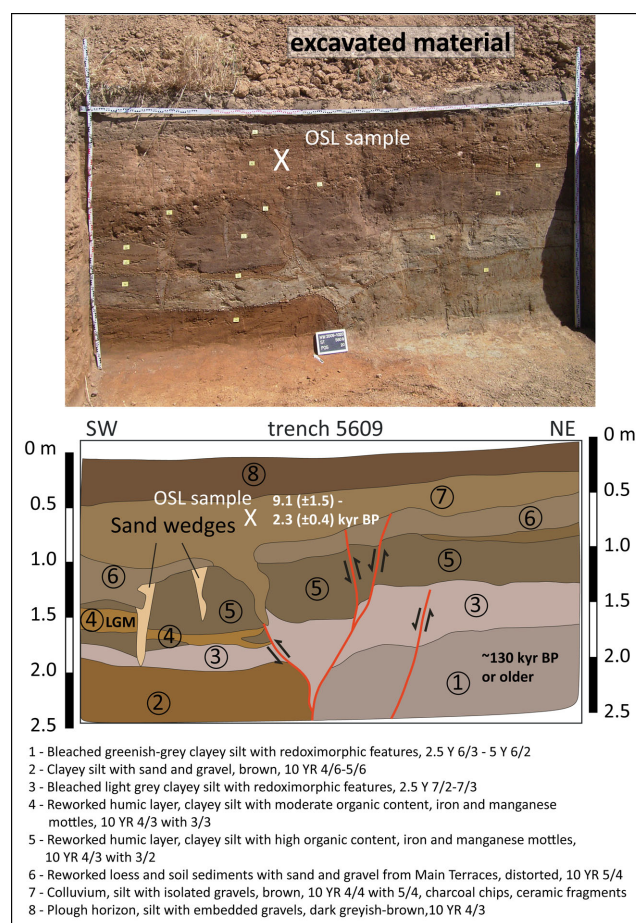 excavated material
OSL sample
X
SW trench 5609 NE
0 m 0 m
8
7
0.5 0.5
OSL sample 9.1 (±1.5) -
X 2.3 (±0.4) kyr BP
6
Sand wedges
1.0 1.0
5
6 5
5
3
4 LGM 1.5 1.5
4
3
~130 kyr BP
or older
1
2.0 2.0
2
2.5 2.5
1 - Bleached greenish-grey clayey silt with redoximorphic features, 2.5 Y 6/3 - 5 Y 6/2
2 - Clayey silt with sand and gravel, brown, 10 YR 4/6-5/6
3 - Bleached light grey clayey silt with redoximorphic features, 2.5 Y 7/2-7/3
4 - Reworked humic layer, clayey silt with moderate organic content, iron and manganese
mottles, 10 YR 4/3 with 3/3
5 - Reworked humic layer, clayey silt with high organic content, iron and manganese mottles,
10 YR 4/3 with 3/2
6 - Reworked loess and soil sediments with sand and gravel from Main Terraces, distorted, 10 YR 5/4
7 - Colluvium, silt with isolated gravels, brown, 10 YR 4/4 with 5/4, charcoal chips, ceramic fragments
8 - Plough horizon, silt with embedded gravels, dark greyish-brown,10 YR 4/3